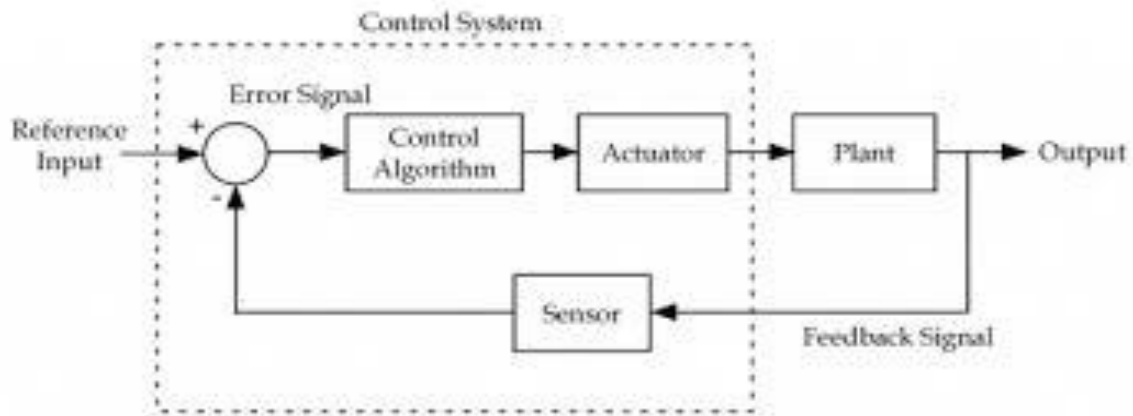 Control System
Error Signal
Reference
Input
+
-
Control
Algorithm
Actuator
Plant
Output
Sensor
Feedback Signal